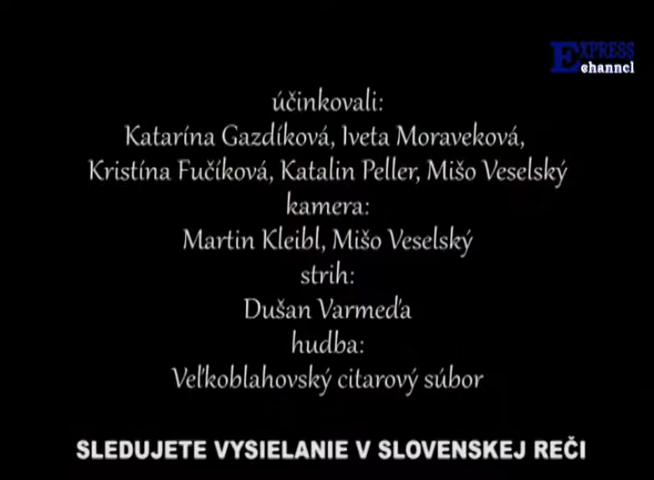 EXPRESS
channel
účinkovali:
Katarína Gazdíková, Iveta Moraveková,
Kristína Fučíková, Katalin Peller, Mišo Veselský
kamera:
Martin Kleibl, Mišo Veselský
strih:
Dušan Varmeďa
hudba:
Veľkoblahovský citarový súbor
SLEDUJETE VYSIELANIE V SLOVENSKEJ REČI